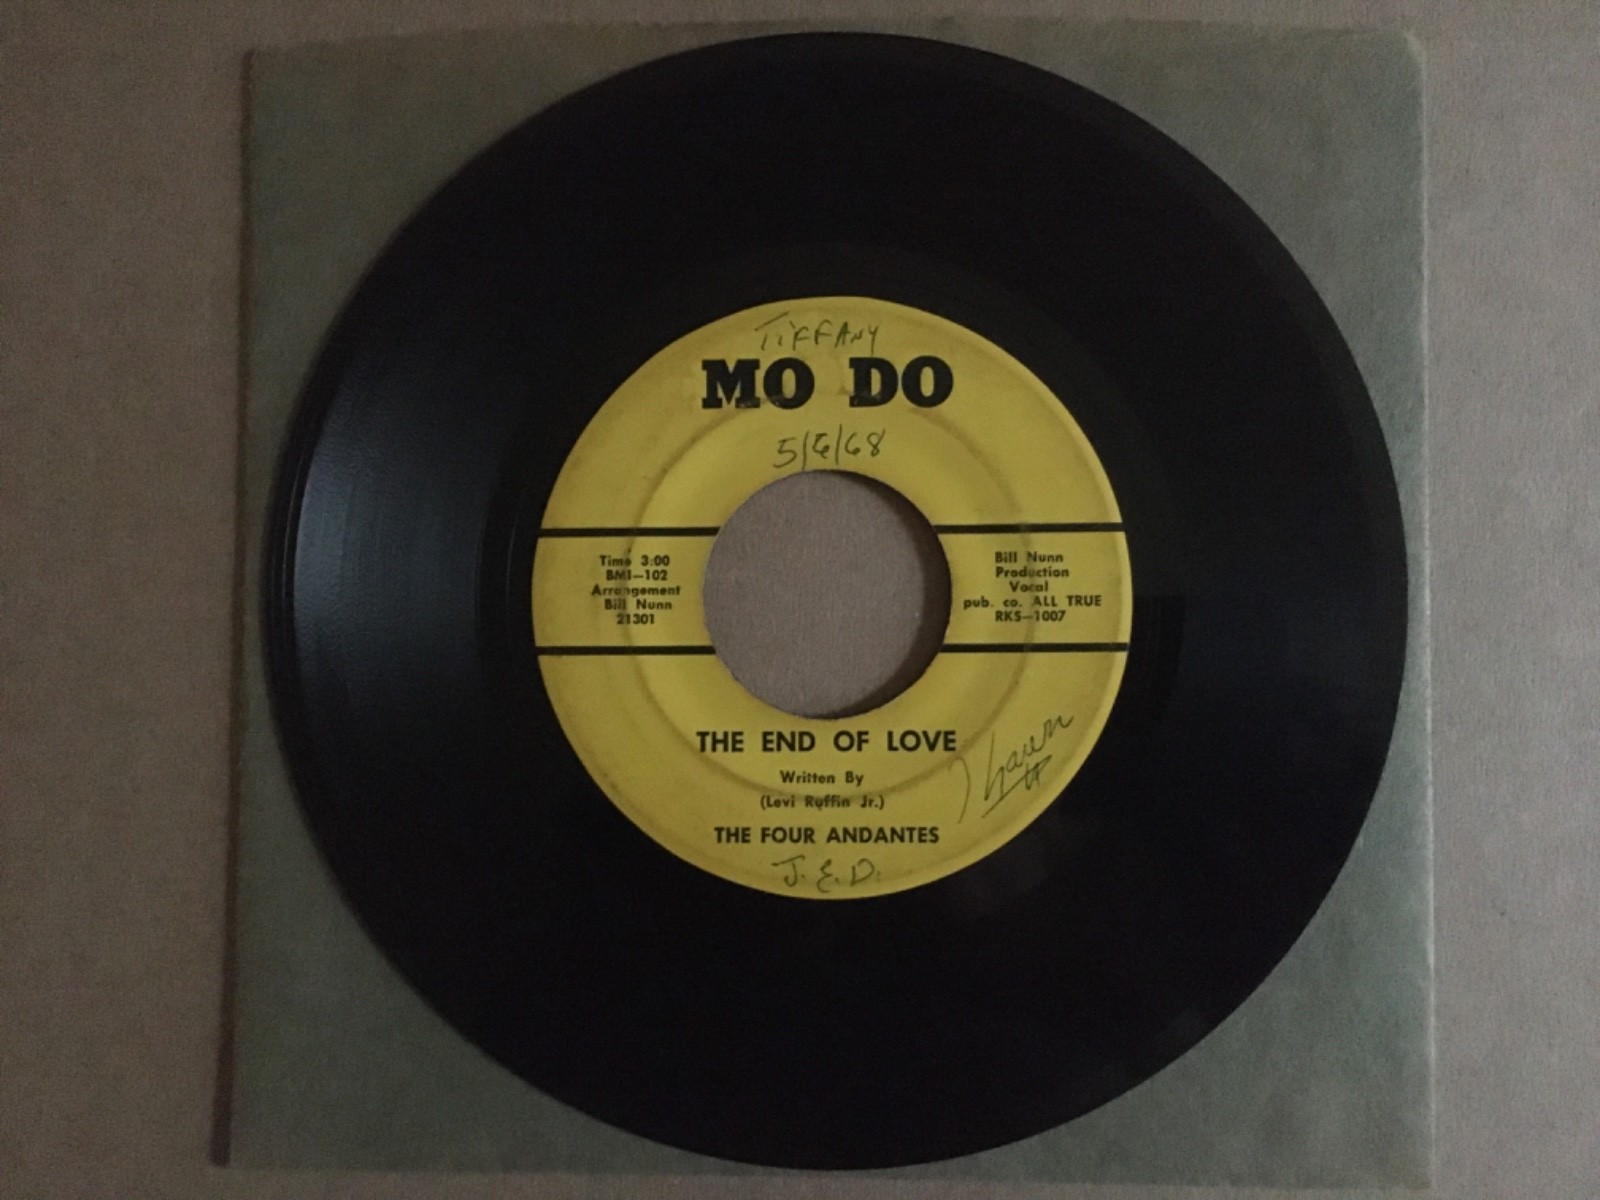 TIFFANY
MO DO
5/6/68
Time 3:00
BMI—102
Arrangement
Bill Nunn
21301
Bill Nunn
Production
Vocal
pub. co. ALL TRUE
RKS—1007
THE END OF LOVE
Written By
(Levi Ruffin Jr.)
THE FOUR ANDANTES
J. E. D.